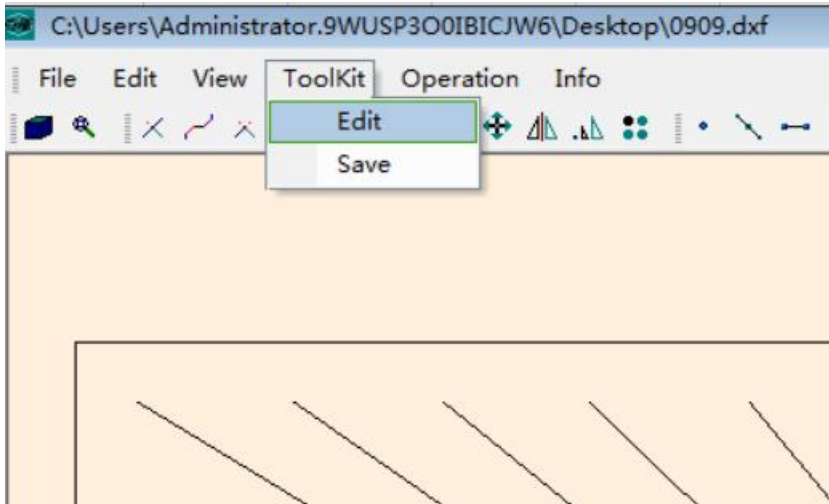 C:\Users\Administrator.9WUSP3O0IBICJW6\Desktop\0909.dxf
File Edit View ToolKit Operation Info
Edit
Save